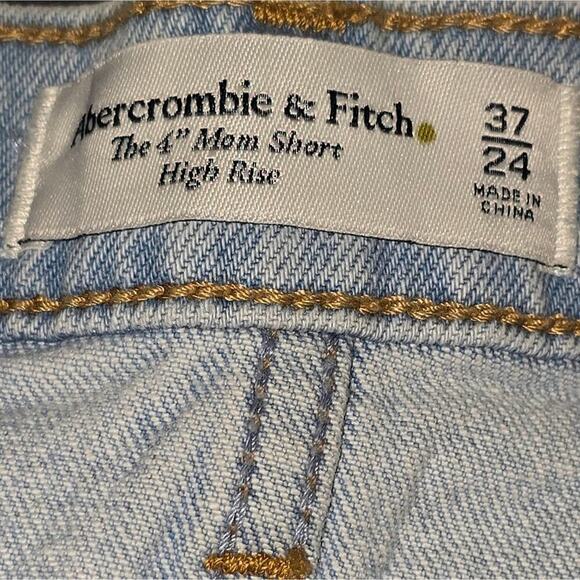 Abercrombie & Fitch
The 4" Mom Short
High Rise
37
24
MADE IN
CHINA